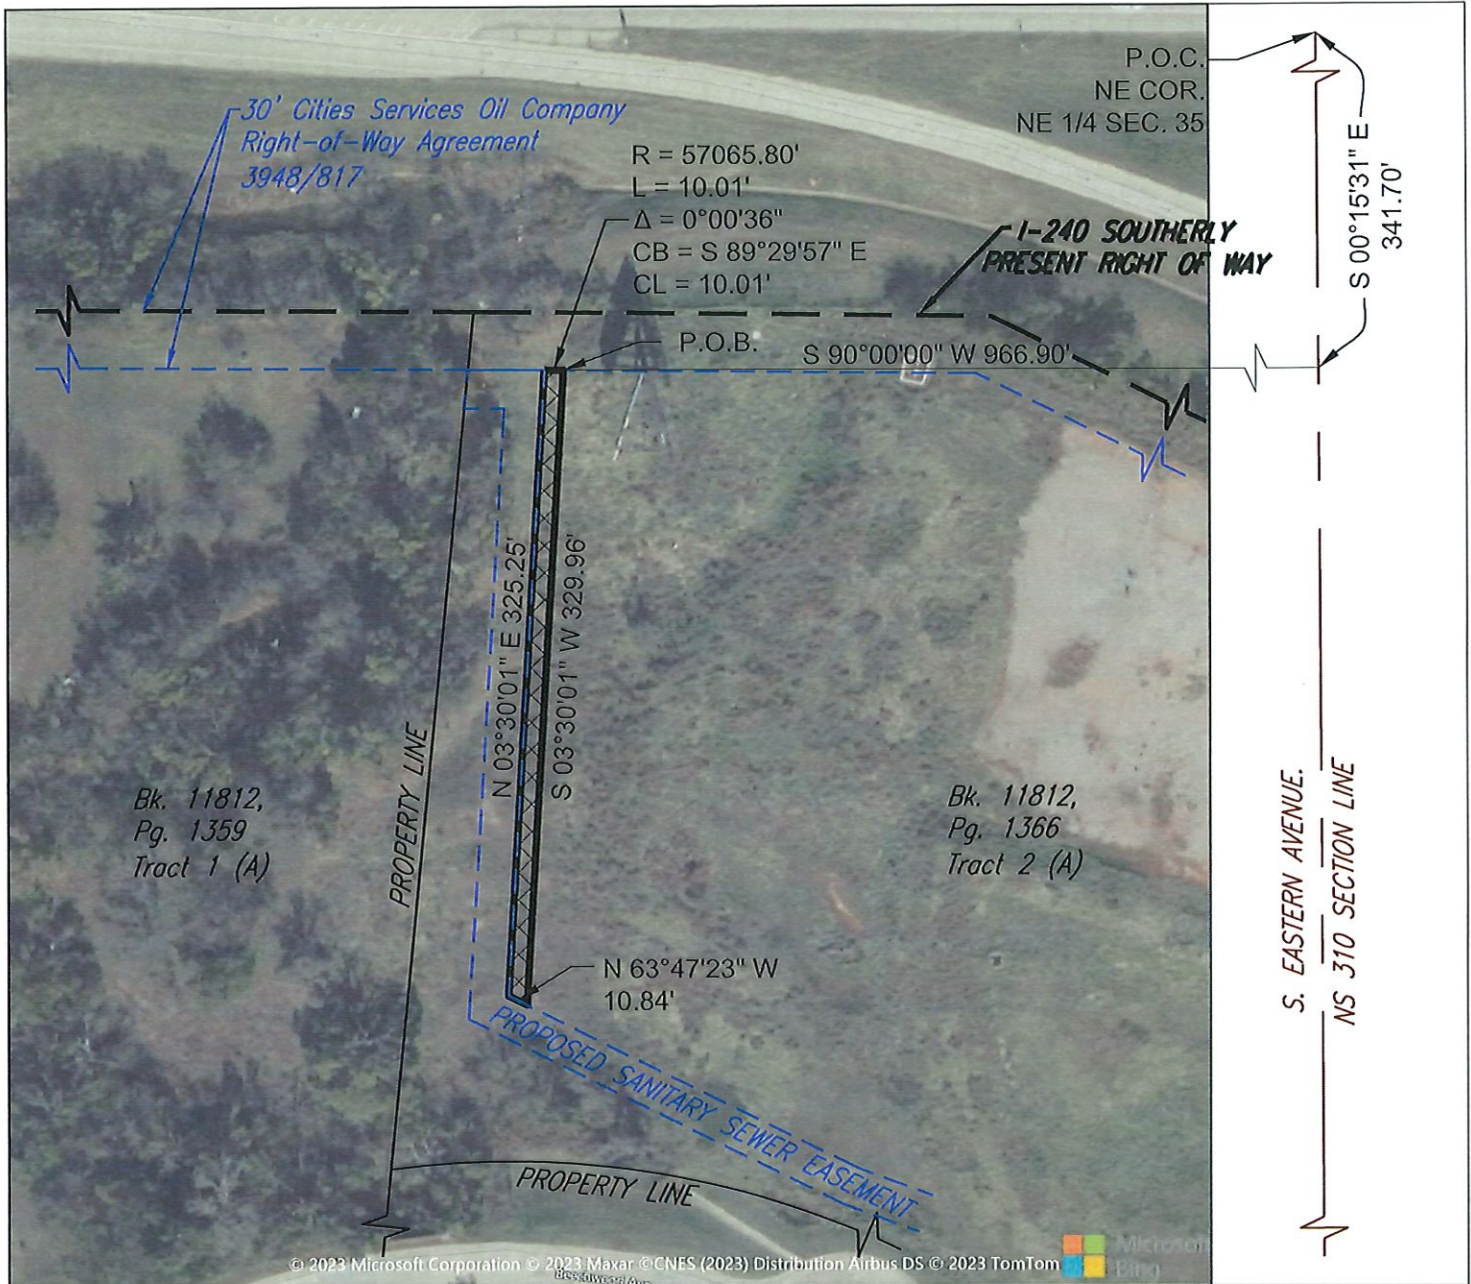 P.O.C.
NE COR.
NE 1/4 SEC. 35
30' Cities Services Oil Company
Right-of-Way Agreement
3948/817
R = 57065.80'
L = 10.01'
Δ = 0°00'36"
CB = S 89°29'57" E
CL = 10.01'
I-240 SOUTHERLY
PRESENT RIGHT OF WAY
S 00°15'31" E
341.70'
P.O.B.
S 90°00'00" W 966.90'
N 03°30'01" E 325.25'
S 03°30'01" W 329.96'
PROPERTY LINE
Bk. 11812,
Pg. 1359
Tract 1 (A)
Bk. 11812,
Pg. 1366
Tract 2 (A)
S. EASTERN AVENUE.
NS 310 SECTION LINE
N 63°47'23" W
10.84'
PROPOSED SANITARY SEWER EASEMENT
PROPERTY LINE
© 2023 Microsoft Corporation © 2023 Maxar ©CNES (2023) Distribution Airbus DS © 2023 TomTom
Microsoft
Bing